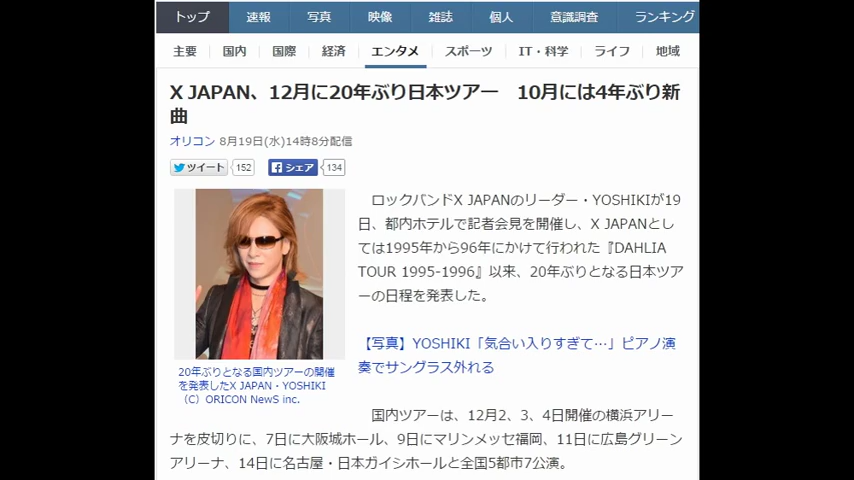 トップ 速報 写真 映像 雑誌 個人 意識調査 ランキング
主要 国内 国際 経済 エンタメ スポーツ IT・科学 ライフ 地域
X JAPAN、12月に20年ぶり日本ツアー　10月には4年ぶり新
曲
オリコン 8月19日(水)14時8分配信
ツイート 152 シェア 134
ロックバンドX JAPANのリーダー・YOSHIKIが19
日、都内ホテルで記者会見を開催し、X JAPANとし
ては1995年から96年にかけて行われた『DAHLIA
TOUR 1995-1996』以来、20年ぶりとなる日本ツア
ーの日程を発表した。
【写真】YOSHIKI「気合い入りすぎて…」ピアノ演
奏でサングラス外れる
20年ぶりとなる国内ツアーの開催
を発表したX JAPAN・YOSHIKI
（C）ORICON NewS inc.
国内ツアーは、12月2、3、4日開催の横浜アリー
ナを皮切りに、7日に大阪城ホール、9日にマリンメッセ福岡、11日に広島グリーン
アリーナ、14日に名古屋・日本ガイシホールと全国5都市7公演。